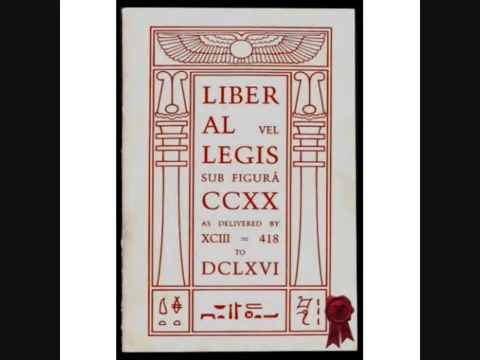 LIBER
AL VEL
LEGIS
SUB FIGURÂ
CCXX
AS DELIVERED BY
XCIII = 418
TO
DCLXVI